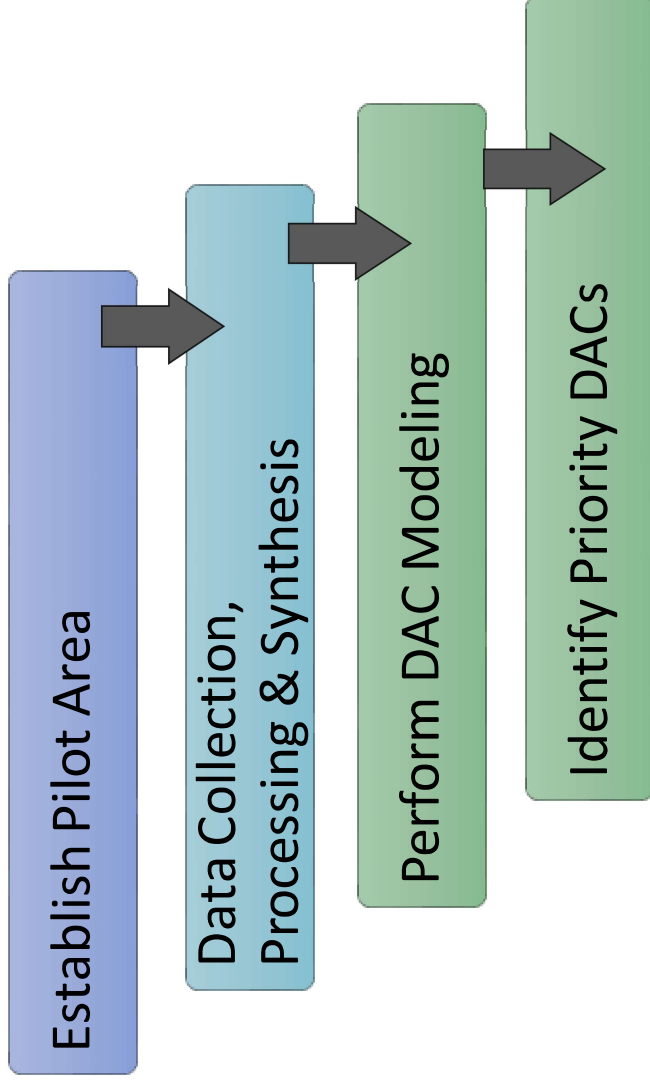 Establish Pilot Area
Data Collection,
Processing & Synthesis
Perform DAC Modeling
Identify Priority DACs